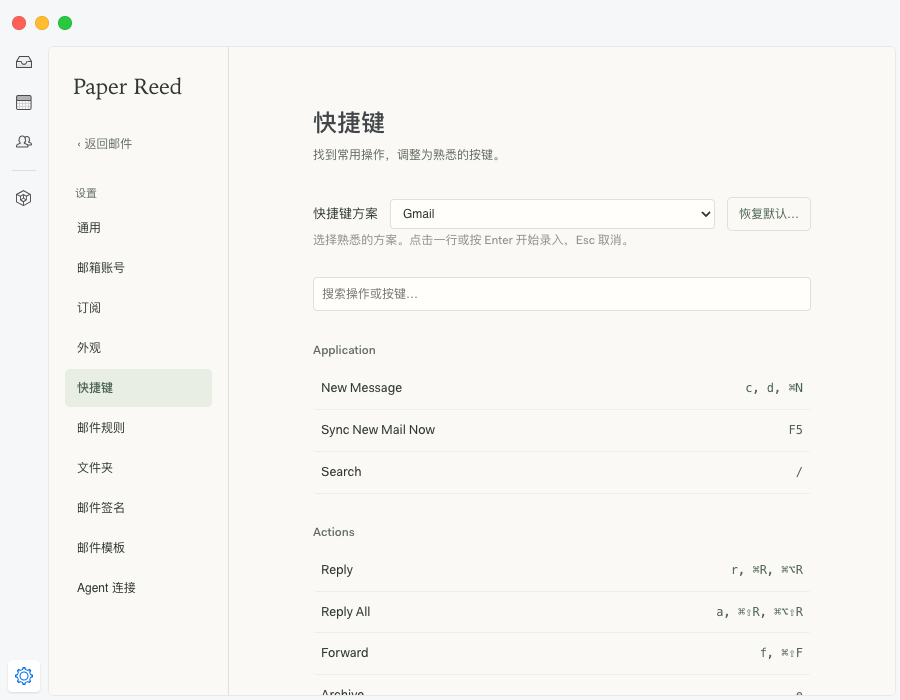 Paper Reed
‹ 返回邮件
设置
通用
邮箱账号
订阅
外观
快捷键
邮件规则
文件夹
邮件签名
邮件模板
Agent 连接
快捷键
找到常用操作，调整为熟悉的按键。
快捷键方案 Gmail 恢复默认…
选择熟悉的方案。点击一行或按 Enter 开始录入，Esc 取消。
搜索操作或按键…
Application
New Message c, d, ⌘N
Sync New Mail Now F5
Search /
Actions
Reply r, ⌘R, ⌘⌥R
Reply All a, ⌘⇧R, ⌘⌥⇧R
Forward f, ⌘⇧F
Archive e